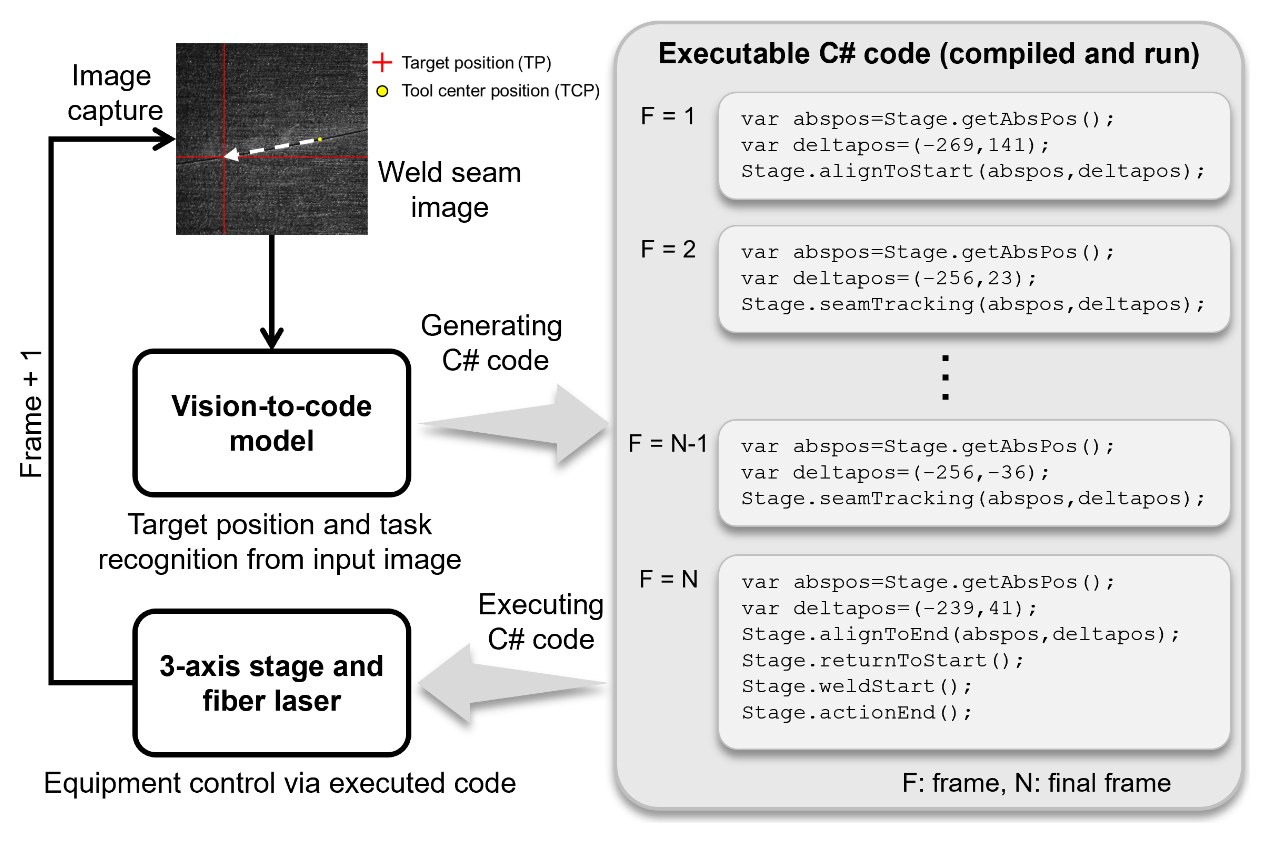 Image
capture
Target position (TP)
Tool center position (TCP)
Weld seam
image
Frame + 1
Vision-to-code
model
Target position and task
recognition from input image
Generating
C# code
Executing
C# code
3-axis stage and
fiber laser
Equipment control via executed code
Executable C# code (compiled and run)
F = 1
var abspos=Stage.getAbsPos();
var deltapos=(-269,141);
Stage.alignToStart(abspos,deltapos);
F = 2
var abspos=Stage.getAbsPos();
var deltapos=(-256,23);
Stage.seamTracking(abspos,deltapos);
F = N-1
var abspos=Stage.getAbsPos();
var deltapos=(-256,-36);
Stage.seamTracking(abspos,deltapos);
F = N
var abspos=Stage.getAbsPos();
var deltapos=(-239,41);
Stage.alignToEnd(abspos,deltapos);
Stage.returnToStart();
Stage.weldStart();
Stage.actionEnd();
F: frame, N: final frame